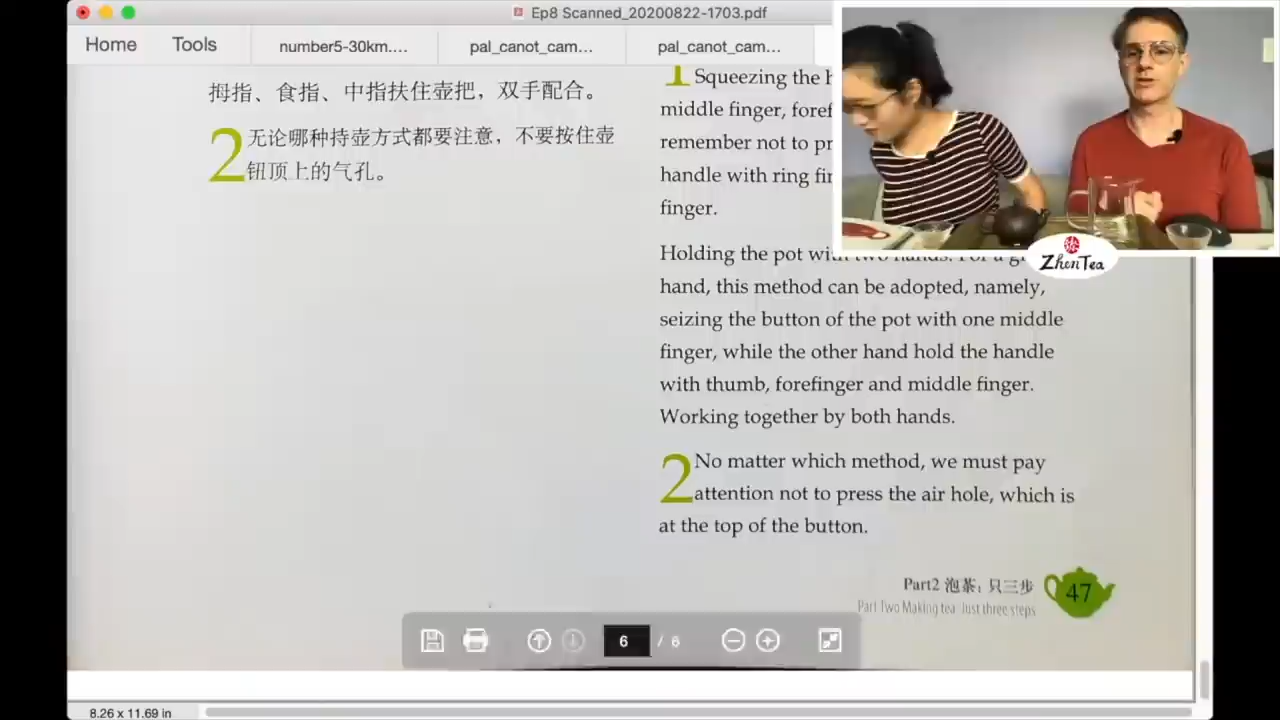 Ep8 Scanned_20200822-1703.pdf
Home
Tools
number5-30km....
pal_canot_cam...
pal_canot_cam...
拇指、食指、中指扶住壶把，双手配合。
2 无论哪种持壶方式都要注意，不要按住壶
钮顶上的气孔。
1 Squeezing the
middle finger,
remember not to
handle with ring
finger.
Holding the pot with two hands. For a
hand, this method can be adopted, namely,
seizing the button of the pot with one middle
finger, while the other hand hold the handle
with thumb, forefinger and middle finger.
Working together by both hands.
2 No matter which method, we must pay
attention not to press the air hole, which is
at the top of the button.
Part2 泡茶：只三步
Part Two Making tea Just three steps
47
Zhen Tea
6 / 6
8.26 x 11.69 in